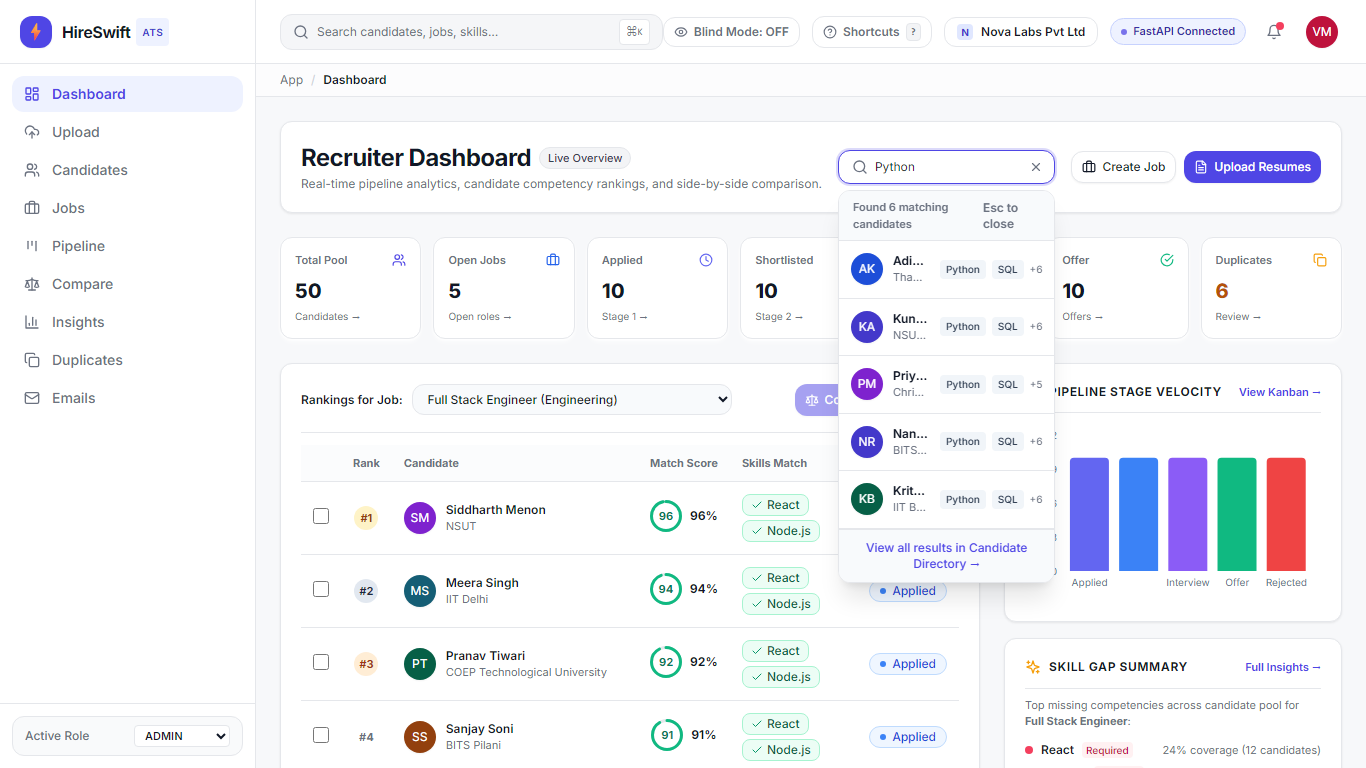 HireSwift ATS
Search candidates, jobs, skills... ⌘K
Blind Mode: OFF
Shortcuts ?
N Nova Labs Pvt Ltd
FastAPI Connected
VM
Dashboard
Upload
Candidates
Jobs
Pipeline
Compare
Insights
Duplicates
Emails
Active Role ADMIN
App / Dashboard
Recruiter Dashboard Live Overview
Real-time pipeline analytics, candidate competency rankings, and side-by-side comparison.
Python
Create Job
Upload Resumes
Found 6 matching candidates
Esc to close
AK Adi... Python SQL +6
Tha...
KA Kun... Python SQL +6
NSU...
PM Priy... Python SQL +5
Chri...
NR Nan... Python SQL +6
BITS...
KB Krit... Python SQL +6
IIT B...
View all results in Candidate
Directory →
Total Pool
50
Candidates →
Open Jobs
5
Open roles →
Applied
10
Stage 1 →
Shortlisted
10
Stage 2 →
Offer
10
Offers →
Duplicates
6
Review →
Rankings for Job: Full Stack Engineer (Engineering)
Rank Candidate Match Score Skills Match
#1 SM Siddharth Menon 96 96% React
NSUT Node.js
#2 MS Meera Singh 94 94% React
IIT Delhi Node.js Applied
#3 PT Pranav Tiwari 92 92% React
COEP Technological University Node.js Applied
#4 SS Sanjay Soni 91 91% React
BITS Pilani Node.js Applied
PIPELINE STAGE VELOCITY View Kanban →
Applied Interview Offer Rejected
SKILL GAP SUMMARY Full Insights →
Top missing competencies across candidate pool for
Full Stack Engineer:
React Required 24% coverage (12 candidates)